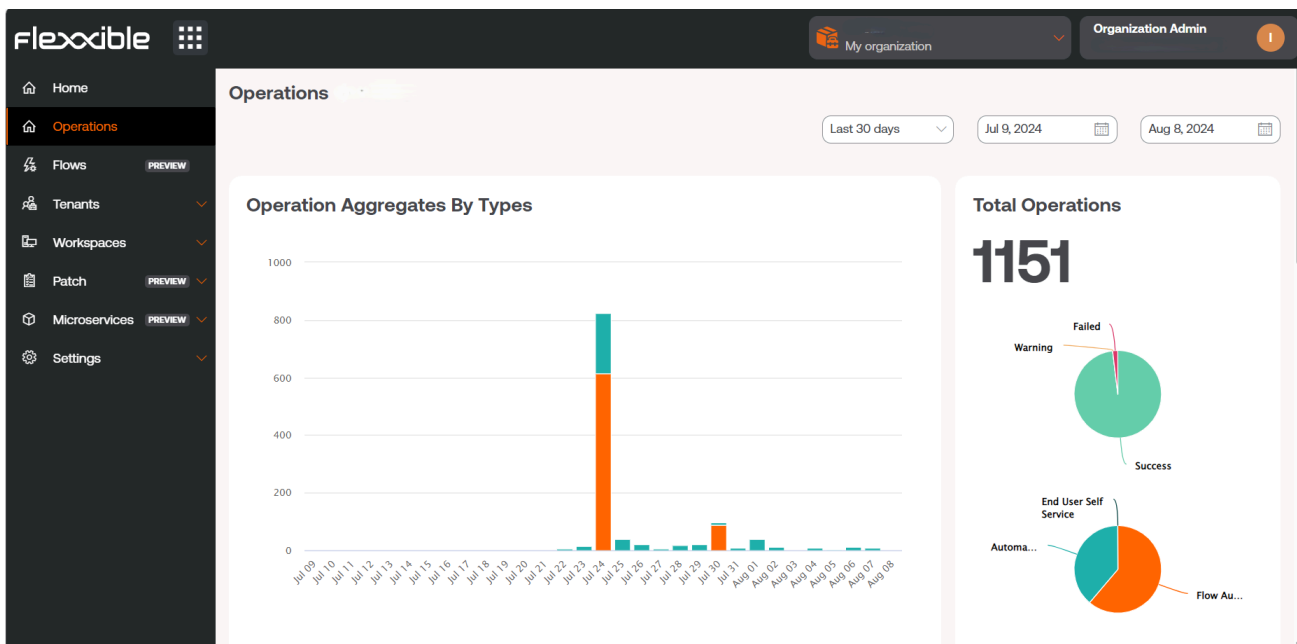 Flexxible
My organization
Organization Admin
I
Home
Operations
Flows PREVIEW
Tenants
Workspaces
Patch PREVIEW
Microservices PREVIEW
Settings
Operations
Last 30 days
Jul 9, 2024
Aug 8, 2024
Operation Aggregates By Types
1000
800
600
400
200
0
Jul 09
Jul 10
Jul 11
Jul 12
Jul 13
Jul 14
Jul 15
Jul 16
Jul 17
Jul 18
Jul 19
Jul 20
Jul 21
Jul 22
Jul 23
Jul 24
Jul 25
Jul 26
Jul 27
Jul 28
Jul 29
Jul 30
Jul 31
Aug 01
Aug 02
Aug 03
Aug 04
Aug 05
Aug 06
Aug 07
Aug 08
Total Operations
1151
Failed
Warning
Success
End User Self
Service
Automa...
Flow Au...